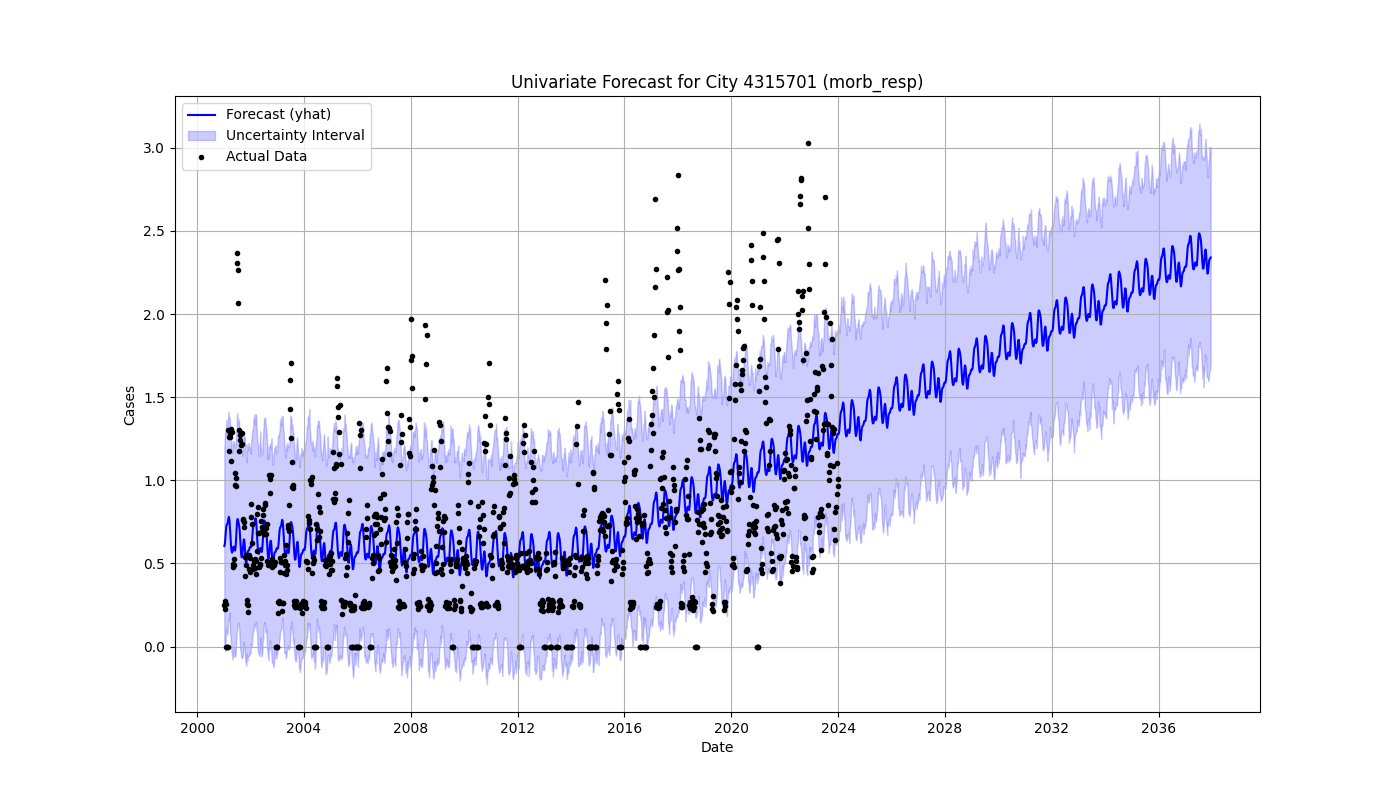 Univariate Forecast for City 4315701 (morb_resp)
Forecast (yhat)
Uncertainty Interval
Actual Data
Cases
3.0
2.5
2.0
1.5
1.0
0.5
0.0
2000 2004 2008 2012 2016 2020 2024 2028 2032 2036
Date